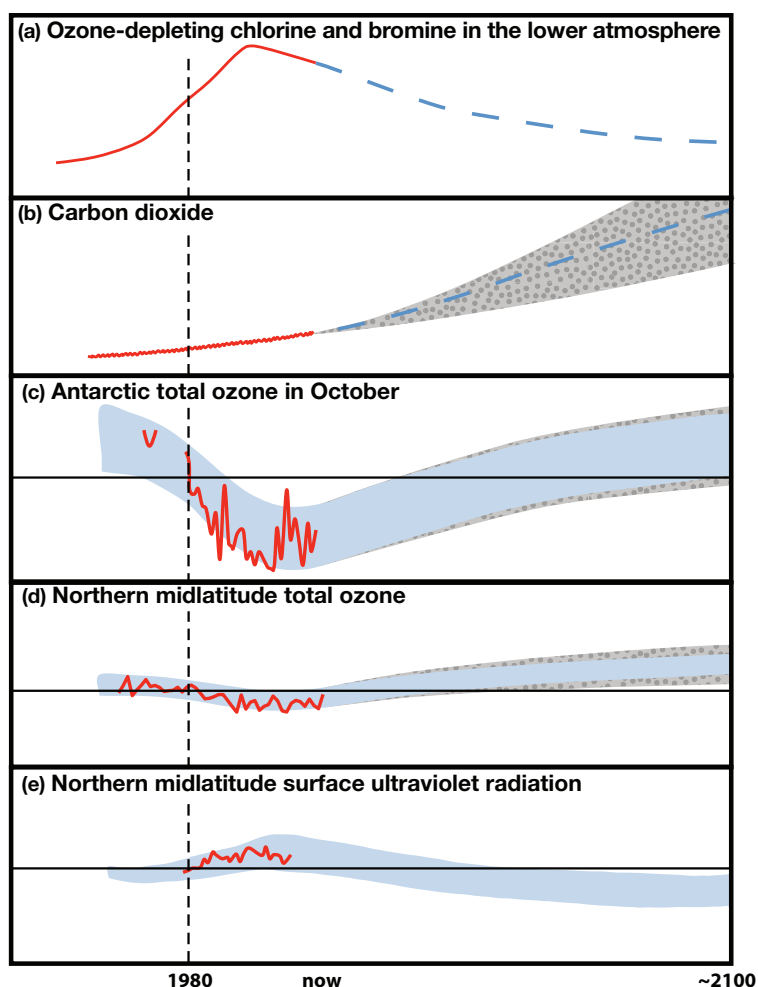 (a) Ozone-depleting chlorine and bromine in the lower atmosphere
(b) Carbon dioxide
(c) Antarctic total ozone in October
(d) Northern midlatitude total ozone
(e) Northern midlatitude surface ultraviolet radiation
1980 now ~2100